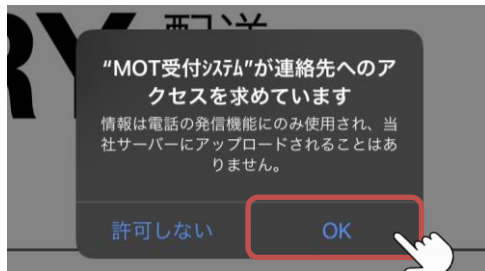 RY 配送
“MOT受付ｼｽﾃﾑ”が連絡先へのア
クセスを求めています
情報は電話の発信機能にのみ使用され、当
社サーバーにアップロードされることはあ
りません。
許可しない OK